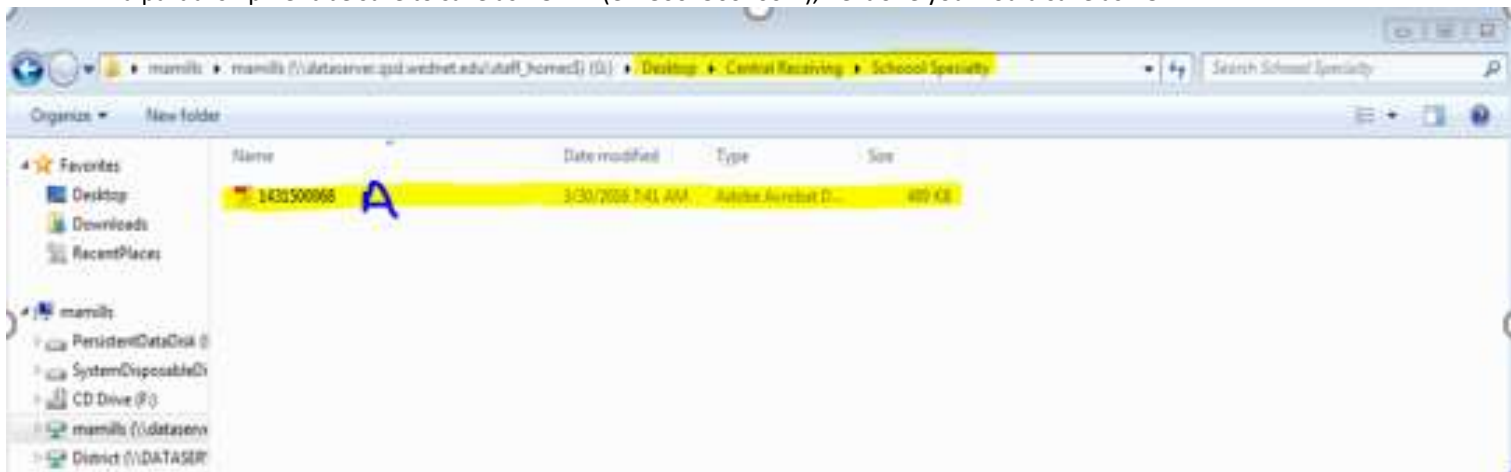 mamills ▸ mamills (\\dataserver.qsd.wednet.edu\staff_home$) (G:) ▸ Desktop ▸ Central Receiving ▸ School Specialty
Search School Specialty
Organize ▾ New folder
Name Date modified Type Size
1431500068 A 3/30/2016 7:41 AM Adobe Acrobat D... 489 KB
Favorites
Desktop
Downloads
RecentPlaces
mamills
PersistentDataDisk (
SystemDisposableDi
CD Drive (F:)
mamills (\\dataserv
District (\\DATASER